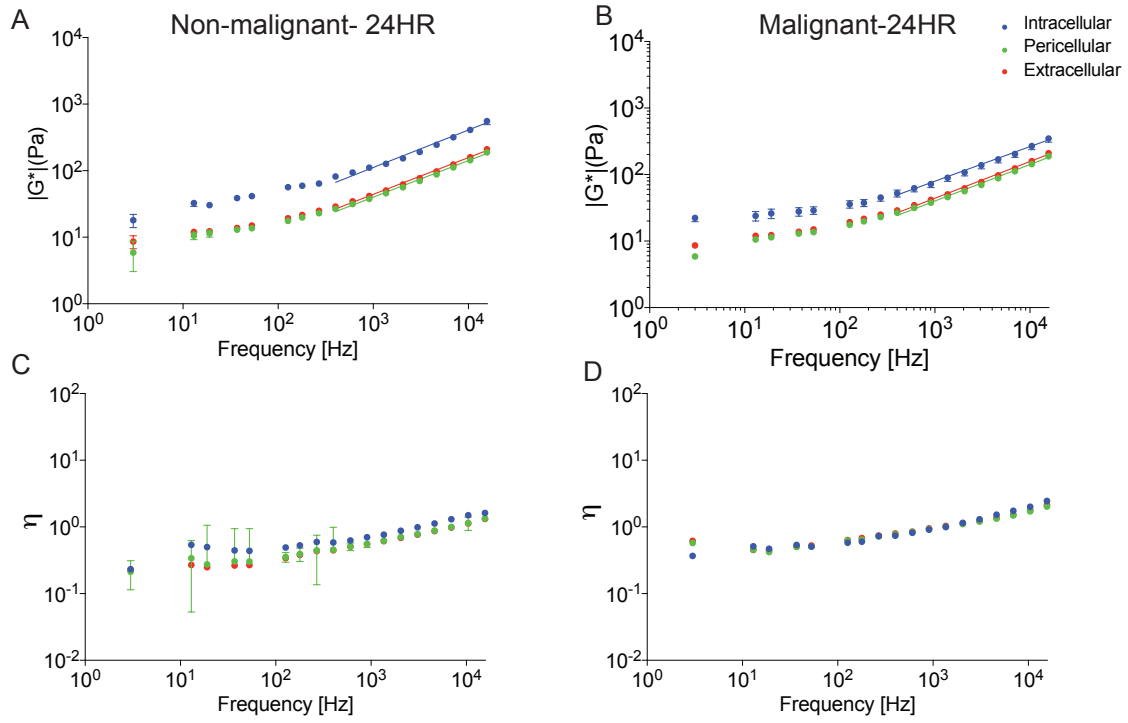 A
Non-malignant- 24HR
B
Malignant-24HR
Intracellular
Pericellular
Extracellular
10⁴
10³
10²
10¹
10⁰
|G*|(Pa)
10⁰ 10¹ 10² 10³ 10⁴
Frequency [Hz]
10⁴
10³
10²
10¹
10⁰
|G*|(Pa)
10⁰ 10¹ 10² 10³ 10⁴
Frequency [Hz]
C
10²
10¹
10⁰
10⁻¹
10⁻²
η
10⁰ 10¹ 10² 10³ 10⁴
Frequency [Hz]
D
10²
10¹
10⁰
10⁻¹
10⁻²
η
10⁰ 10¹ 10² 10³ 10⁴
Frequency [Hz]